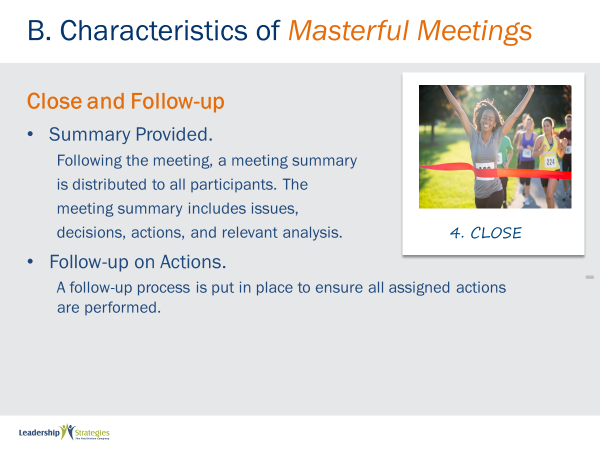 B. Characteristics of Masterful Meetings
Close and Follow-up
• Summary Provided.
Following the meeting, a meeting summary
is distributed to all participants. The
meeting summary includes issues,
decisions, actions, and relevant analysis.
• Follow-up on Actions.
A follow-up process is put in place to ensure all assigned actions
are performed.
224
4. CLOSE
Leadership Strategies
The Facilitation Company